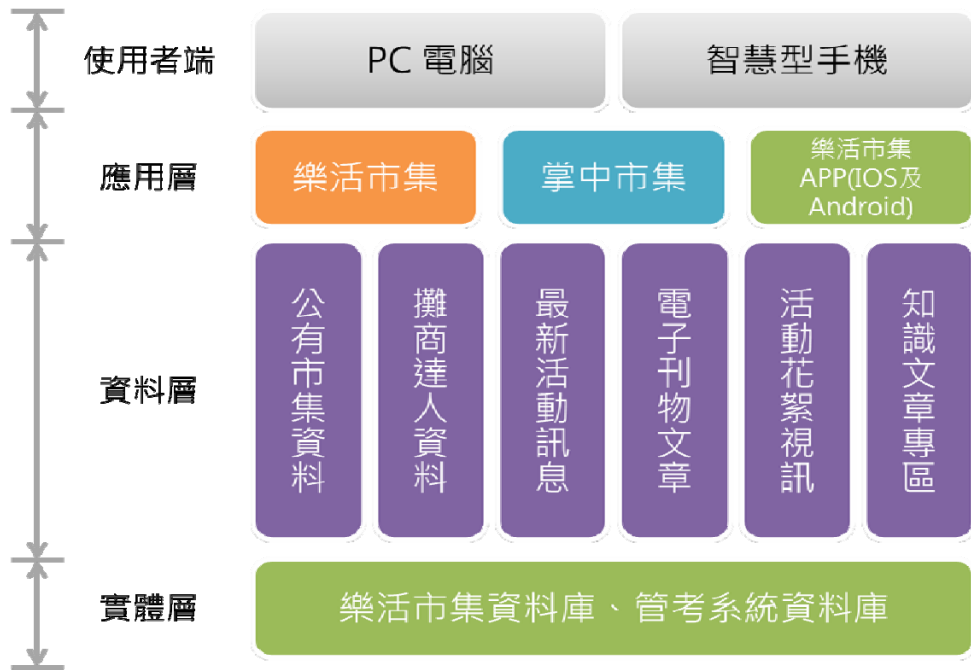 使用者端
PC 電腦
智慧型手機
應用層
樂活市集
掌中市集
樂活市集
APP(IOS及
Android)
資料層
公有市集資料
攤商達人資料
最新活動訊息
電子刊物文章
活動花絮視訊
知識文章專區
實體層
樂活市集資料庫、管考系統資料庫